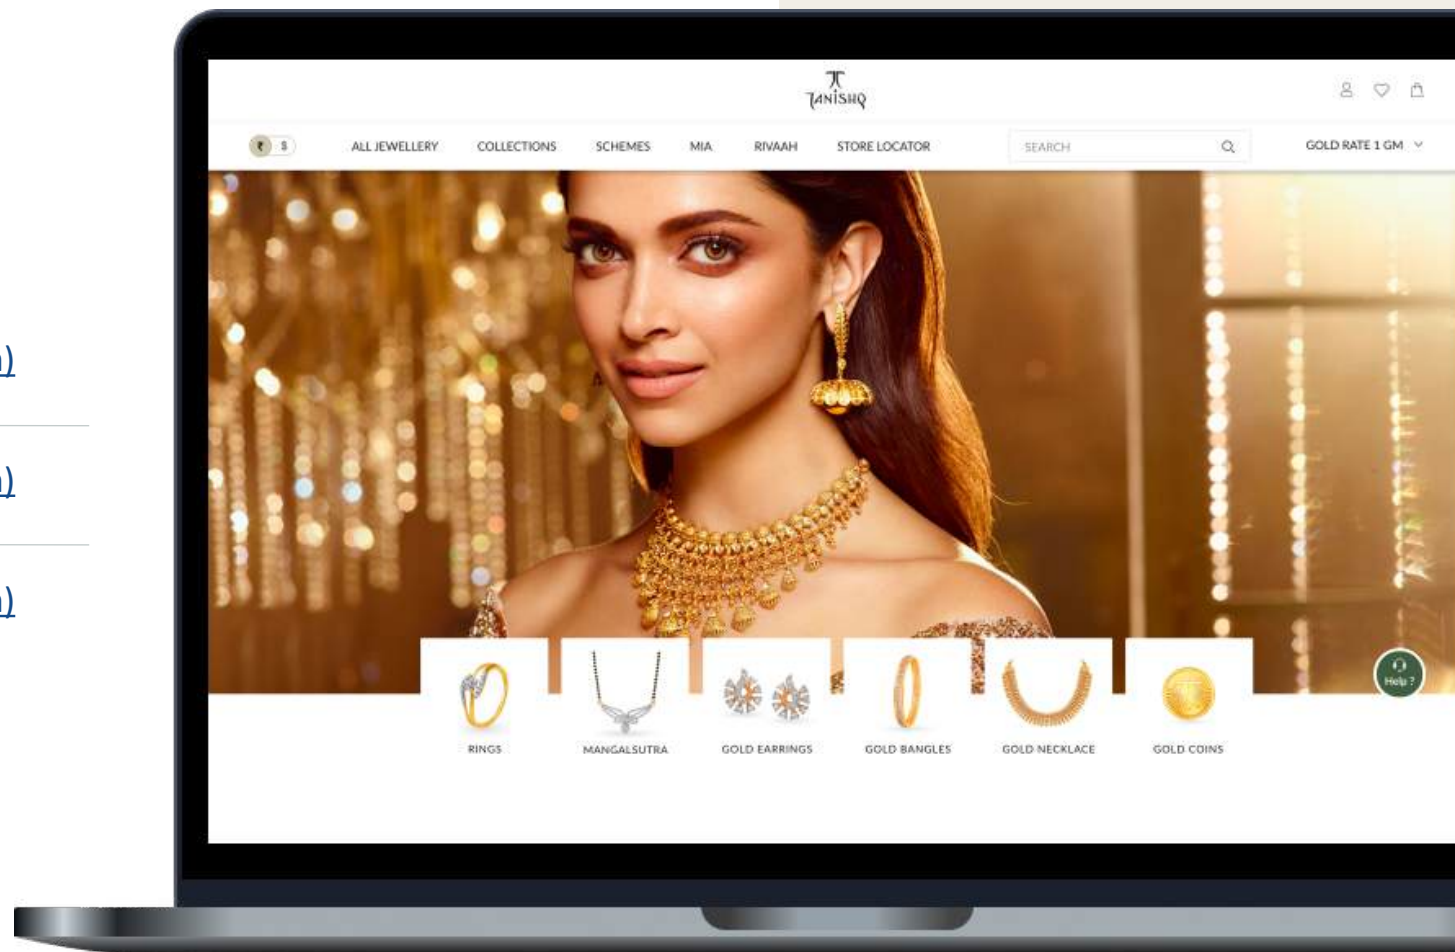 TANISHQ
₹ $
ALL JEWELLERY
COLLECTIONS
SCHEMES
MIA
RIVAAH
STORE LOCATOR
SEARCH
GOLD RATE 1 GM
Help ?
RINGS
MANGALSUTRA
GOLD EARRINGS
GOLD BANGLES
GOLD NECKLACE
GOLD COINS